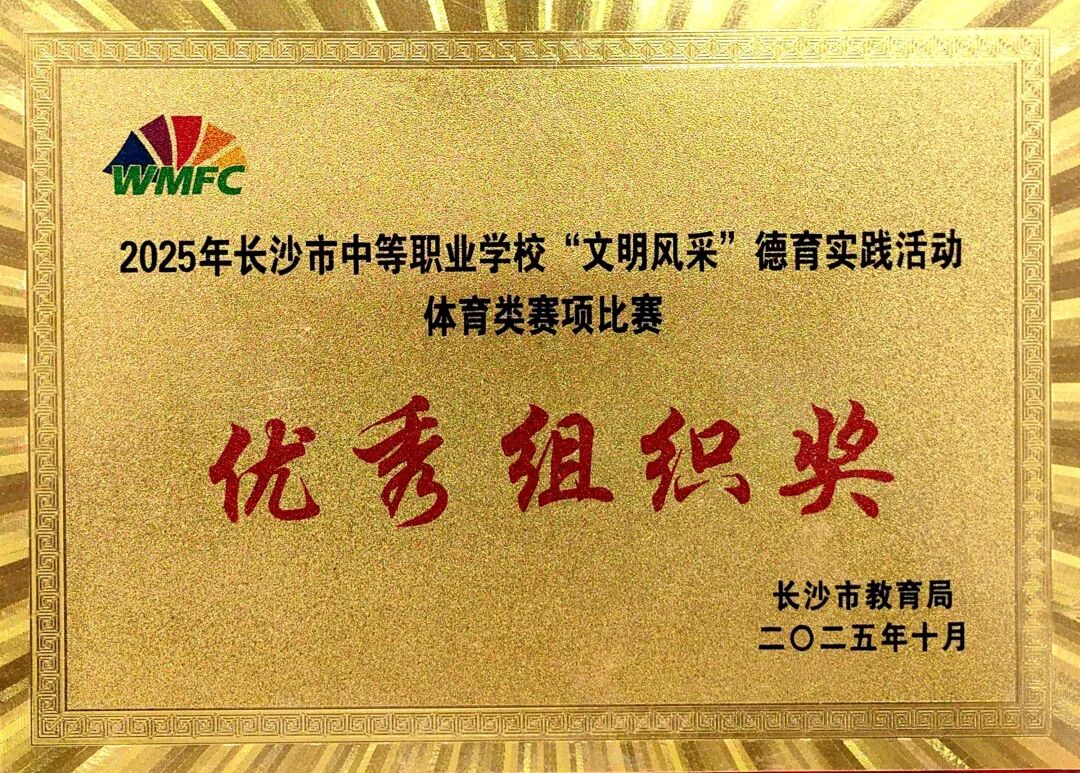 WMFC
2025年长沙市中等职业学校“文明风采”德育实践活动
体育类赛项比赛
优秀组织奖
长沙市教育局
二〇二五年十月